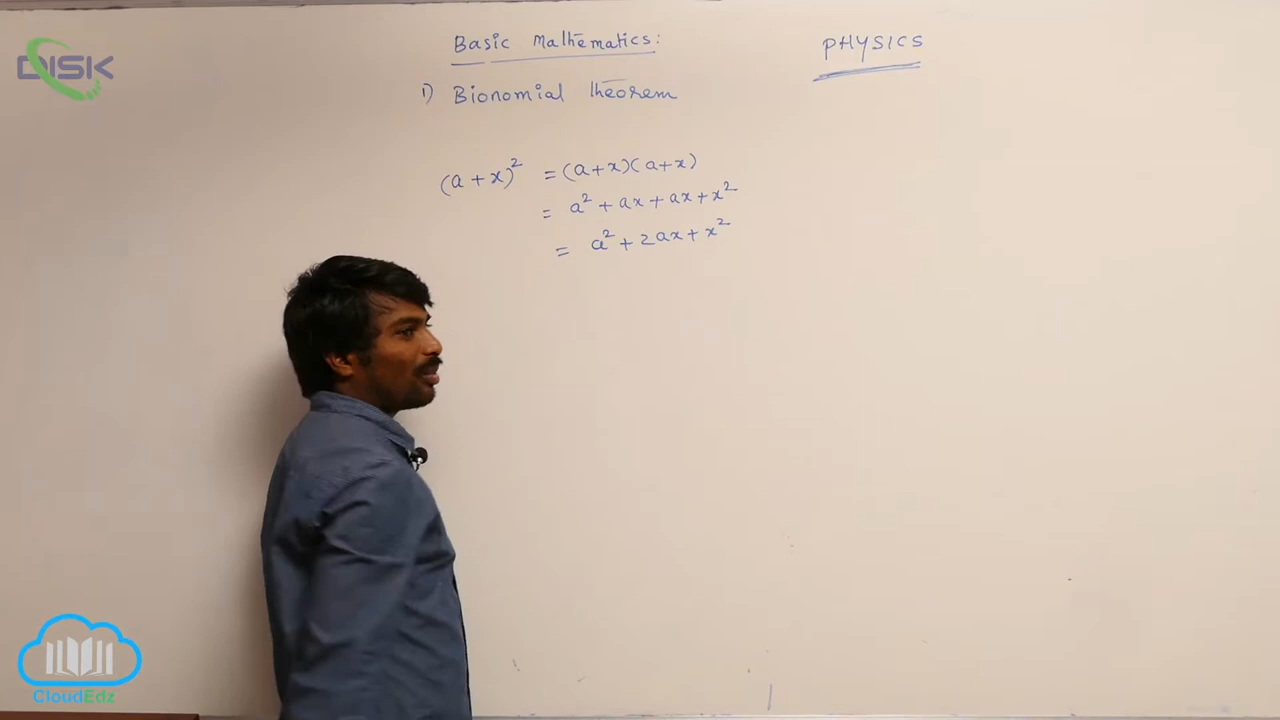 DISK
Basic Mathematics:
PHYSICS
1) Bionomial theorem
(a+x)² = (a+x)(a+x)
= a² + ax + ax + x²
= a² + 2ax + x²
CloudEdz